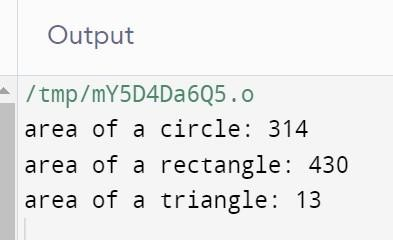 Output
/tmp/mY5D4Da6Q5.o
area of a circle: 314
area of a rectangle: 430
area of a triangle: 13